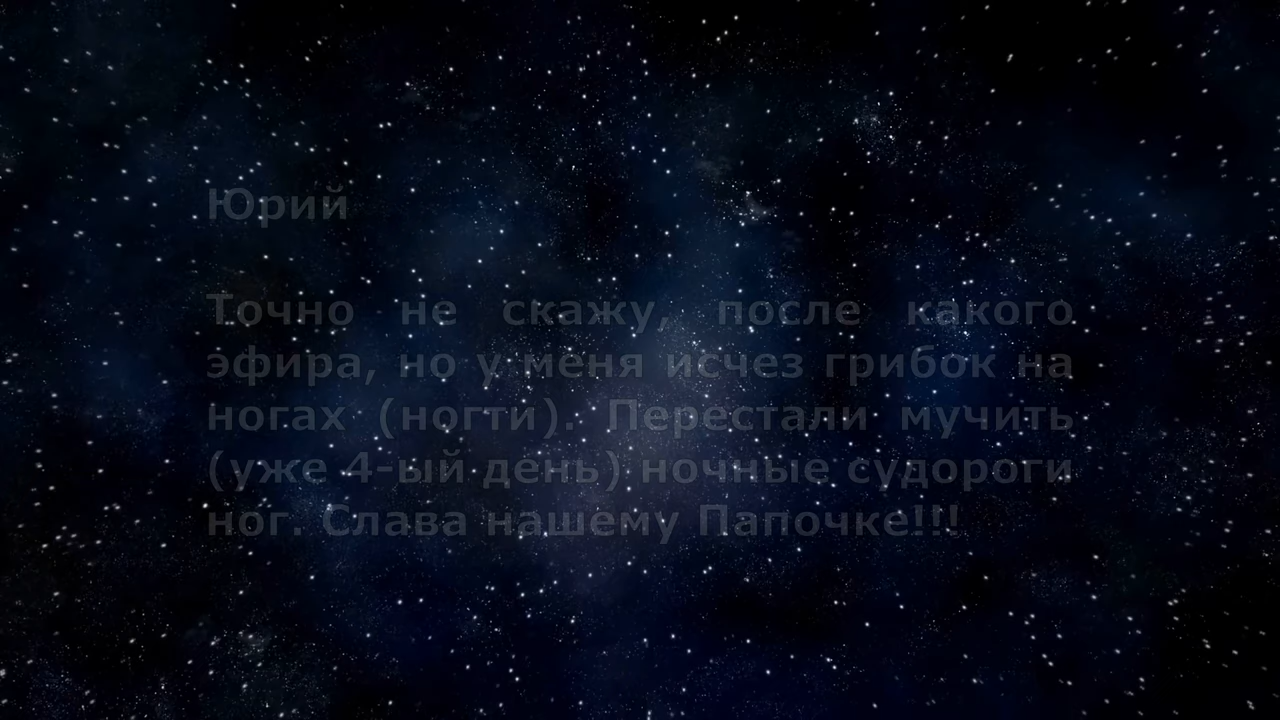 Юрий
Точно не скажу, после какого
эфира, но у меня исчез грибок на
ногах (ногти). Перестали мучить
(уже 4-ый день) ночные судороги
ног. Слава нашему Папочке!!!